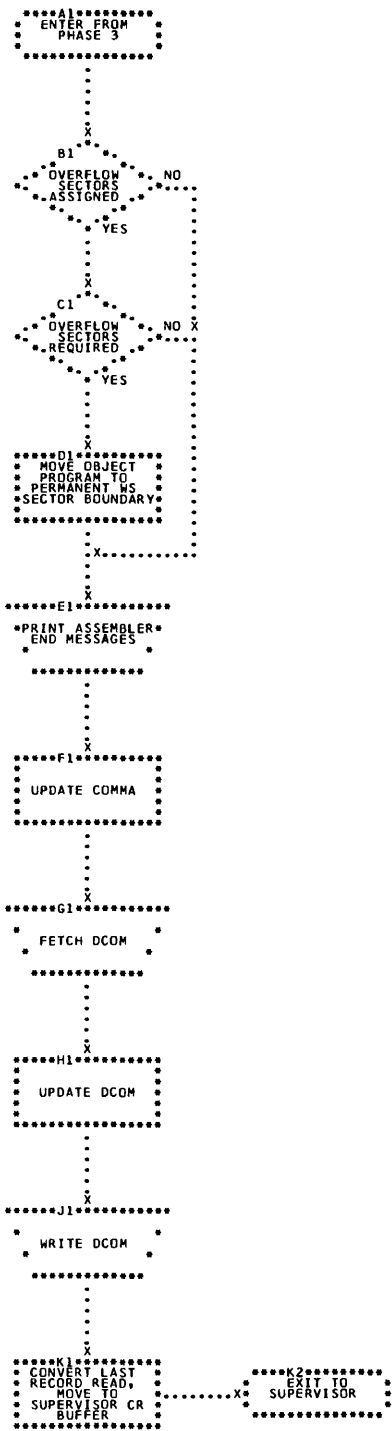 A1
ENTER FROM
PHASE 3
B1
OVERFLOW
SECTORS
ASSIGNED
NO
YES
C1
OVERFLOW
SECTORS
REQUIRED
NO
YES
D1
MOVE OBJECT
PROGRAM TO
PERMANENT WS
SECTOR BOUNDARY
E1
PRINT ASSEMBLER
END MESSAGES
F1
UPDATE COMMA
G1
FETCH DCOM
H1
UPDATE DCOM
J1
WRITE DCOM
K1
CONVERT LAST
RECORD READ,
MOVE TO
SUPERVISOR CR
BUFFER
K2
EXIT TO
SUPERVISOR